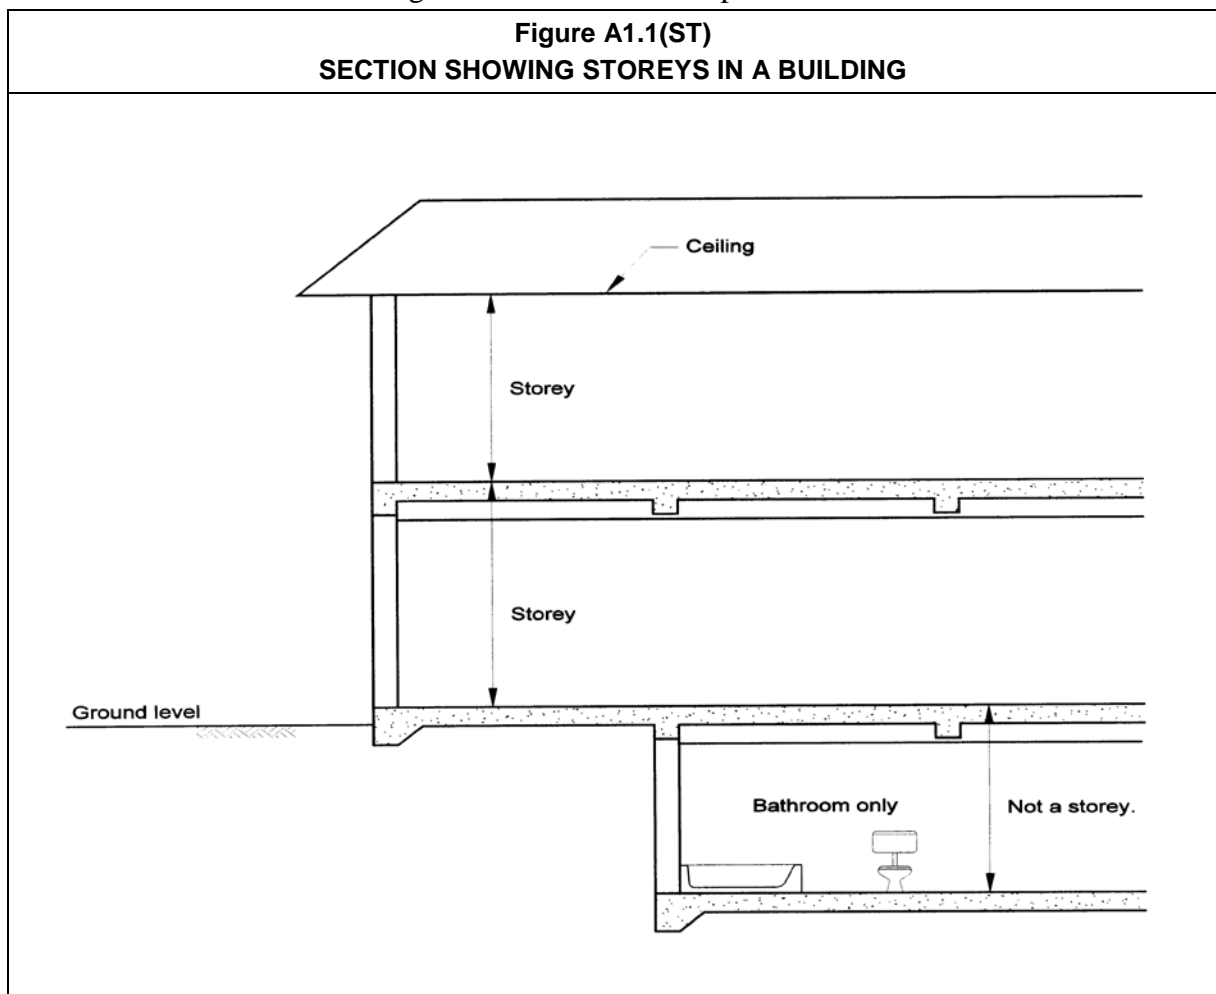 Figure A1.1(ST)
SECTION SHOWING STOREYS IN A BUILDING
Ceiling
Storey
Storey
Ground level
Bathroom only
Not a storey.